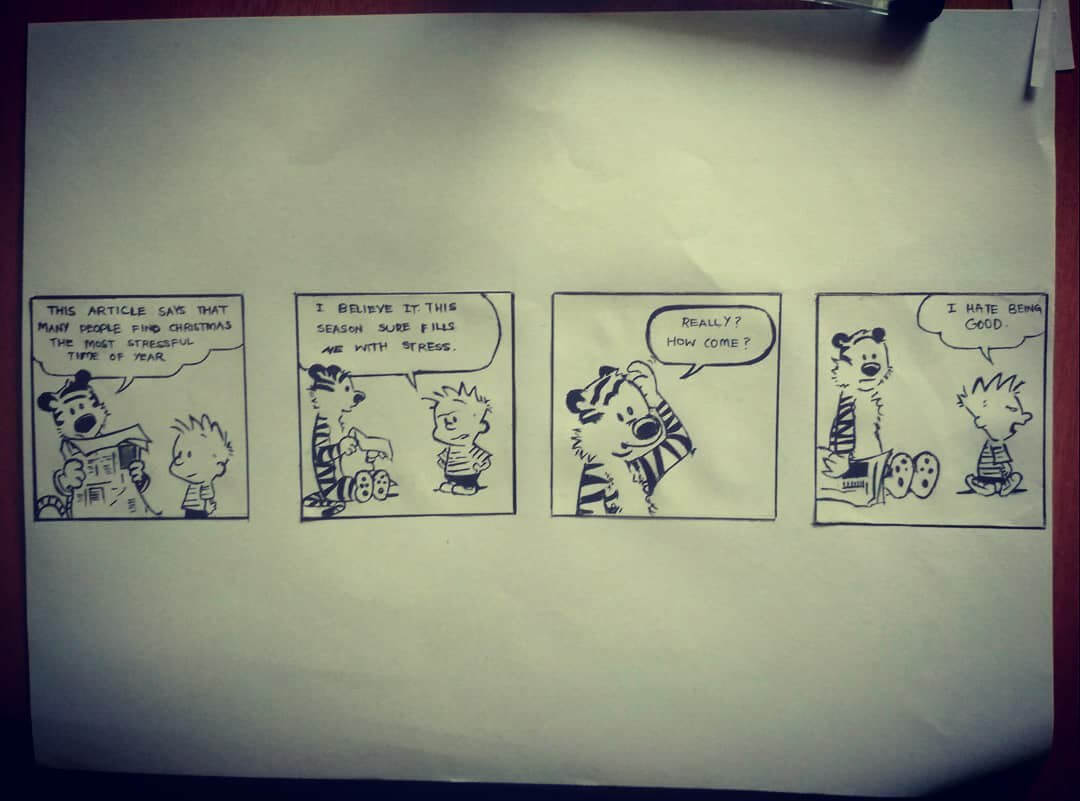 THIS ARTICLE SAYS THAT
MANY PEOPLE FIND CHRISTMAS
THE MOST STRESSFUL
TIME OF YEAR
I BELIEVE IT. THIS
SEASON SURE FILLS
ME WITH STRESS.
REALLY?
HOW COME?
I HATE BEING
GOOD.